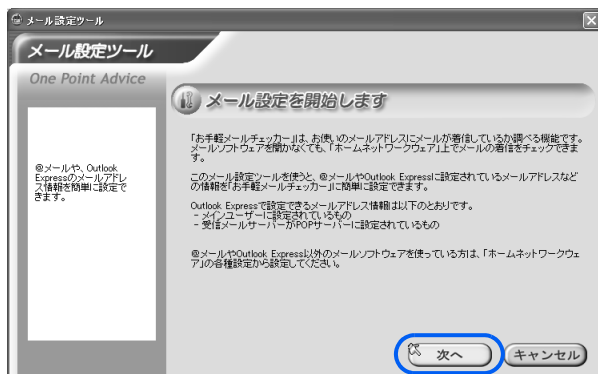 メール設定ツール
メール設定ツール
One Point Advice
メール設定を開始します
@メールや、Outlook
Expressのメールアドレ
ス情報を簡単に設定で
きます。
「お手軽メールチェッカー」は、お使いのメールアドレスにメールが着信しているか調べる機能です。
メールソフトウェアを開かなくても、「ホームネットワークウェア」上でメールの着信をチェックできま
す。
このメール設定ツールを使うと、@メールやOutlook Expressに設定されているメールアドレスなど
の情報を「お手軽メールチェッカー」に簡単に設定できます。
Outlook Expressで設定できるメールアドレス情報は以下のとおりです。
- メインユーザーに設定されているもの
- 受信メールサーバーがPOPサーバーに設定されているもの
@メールやOutlook Express以外のメールソフトウェアを使っている方は、「ホームネットワークウェ
ア」の各種設定から設定してください。
次へ
キャンセル